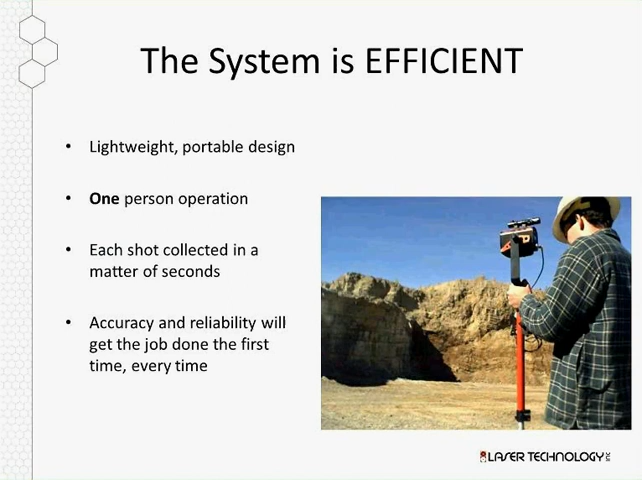 The System is EFFICIENT
• Lightweight, portable design
• One person operation
• Each shot collected in a
matter of seconds
• Accuracy and reliability will
get the job done the first
time, every time
LASER TECHNOLOGY INC